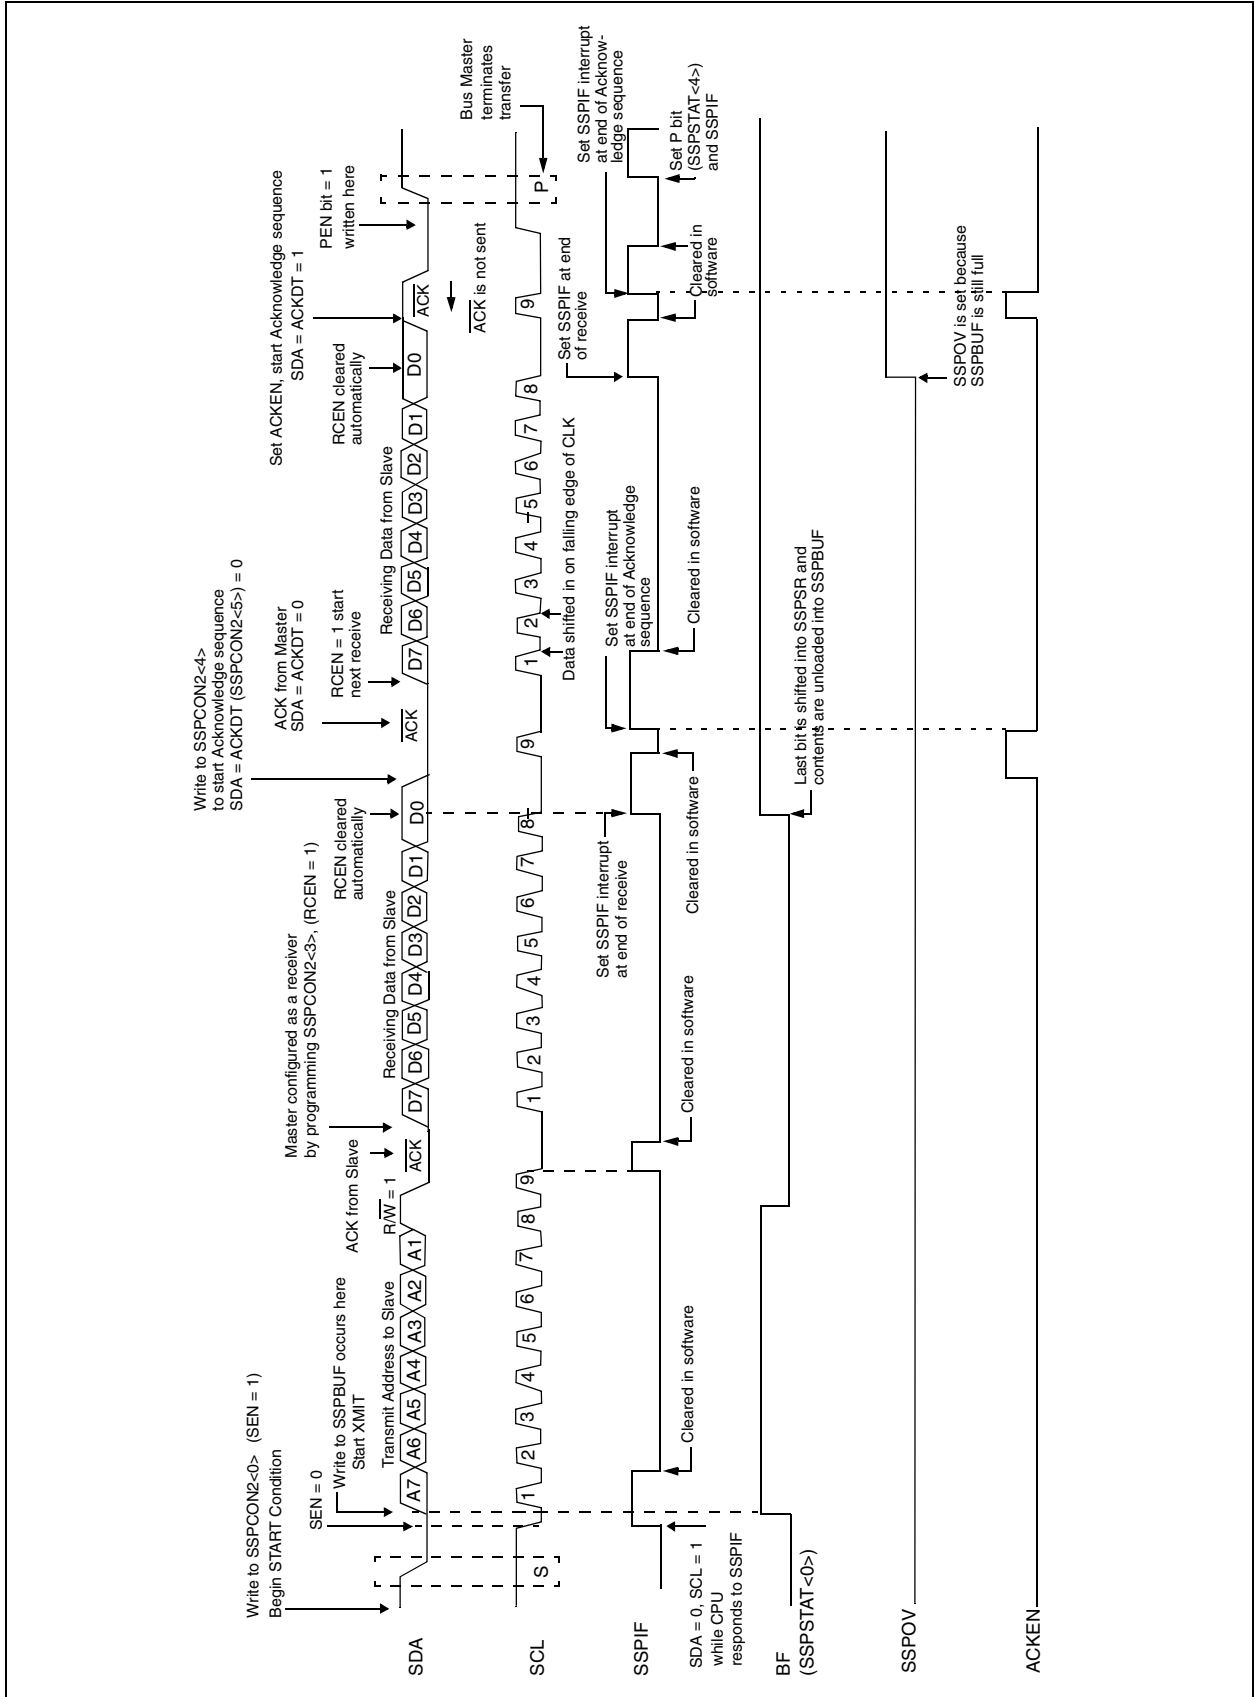 Write to SSPCON2<0> (SEN = 1)
Begin START Condition
SEN = 0
Write to SSPBUF occurs here
Start XMIT
Transmit Address to Slave
R/W = 1
ACK from Slave
Master configured as a receiver
by programming SSPCON2<3>, (RCEN = 1)
Receiving Data from Slave
RCEN cleared
automatically
Write to SSPCON2<4>
to start Acknowledge sequence
SDA = ACKDT (SSPCON2<5>) = 0
ACK from Master
SDA = ACKDT = 0
RCEN = 1 start
next receive
Receiving Data from Slave
RCEN cleared
automatically
Set ACKEN, start Acknowledge sequence
SDA = ACKDT = 1
PEN bit = 1
written here
SDA
A7 A6 A5 A4 A3 A2 A1
ACK
D7 D6 D5 D4 D3 D2 D1 D0
ACK
D7 D6 D5 D4 D3 D2 D1 D0
ACK
ACK is not sent
Bus Master
terminates
transfer
SCL
S
1 2 3 4 5 6 7 8 9
1 2 3 4 5 6 7 8 9
1 2 3 4 5 6 7 8 9
P
Data shifted in on falling edge of CLK
SSPIF
SDA = 0, SCL = 1
while CPU
responds to SSPIF
Cleared in software
Cleared in software
Set SSPIF interrupt
at end of receive
Cleared in software
Set SSPIF interrupt
at end of Acknowledge
sequence
Cleared in software
Set SSPIF at end
of receive
Cleared in
software
Set SSPIF interrupt
at end of Acknow-
ledge sequence
Set P bit
(SSPSTAT<4>)
and SSPIF
BF
(SSPSTAT<0>)
Last bit is shifted into SSPSR and
contents are unloaded into SSPBUF
SSPOV
SSPOV is set because
SSPBUF is still full
ACKEN